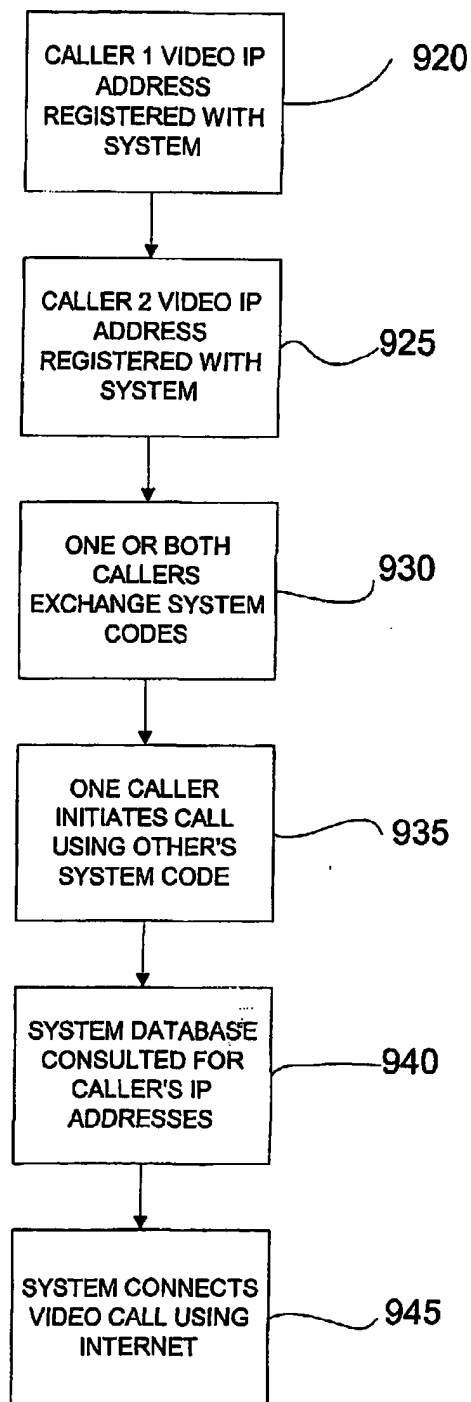 CALLER 1 VIDEO IP
ADDRESS
REGISTERED WITH
SYSTEM
920
CALLER 2 VIDEO IP
ADDRESS
REGISTERED WITH
SYSTEM
925
ONE OR BOTH
CALLERS
EXCHANGE SYSTEM
CODES
930
ONE CALLER
INITIATES CALL
USING OTHER'S
SYSTEM CODE
935
SYSTEM DATABASE
CONSULTED FOR
CALLER'S IP
ADDRESSES
940
SYSTEM CONNECTS
VIDEO CALL USING
INTERNET
945